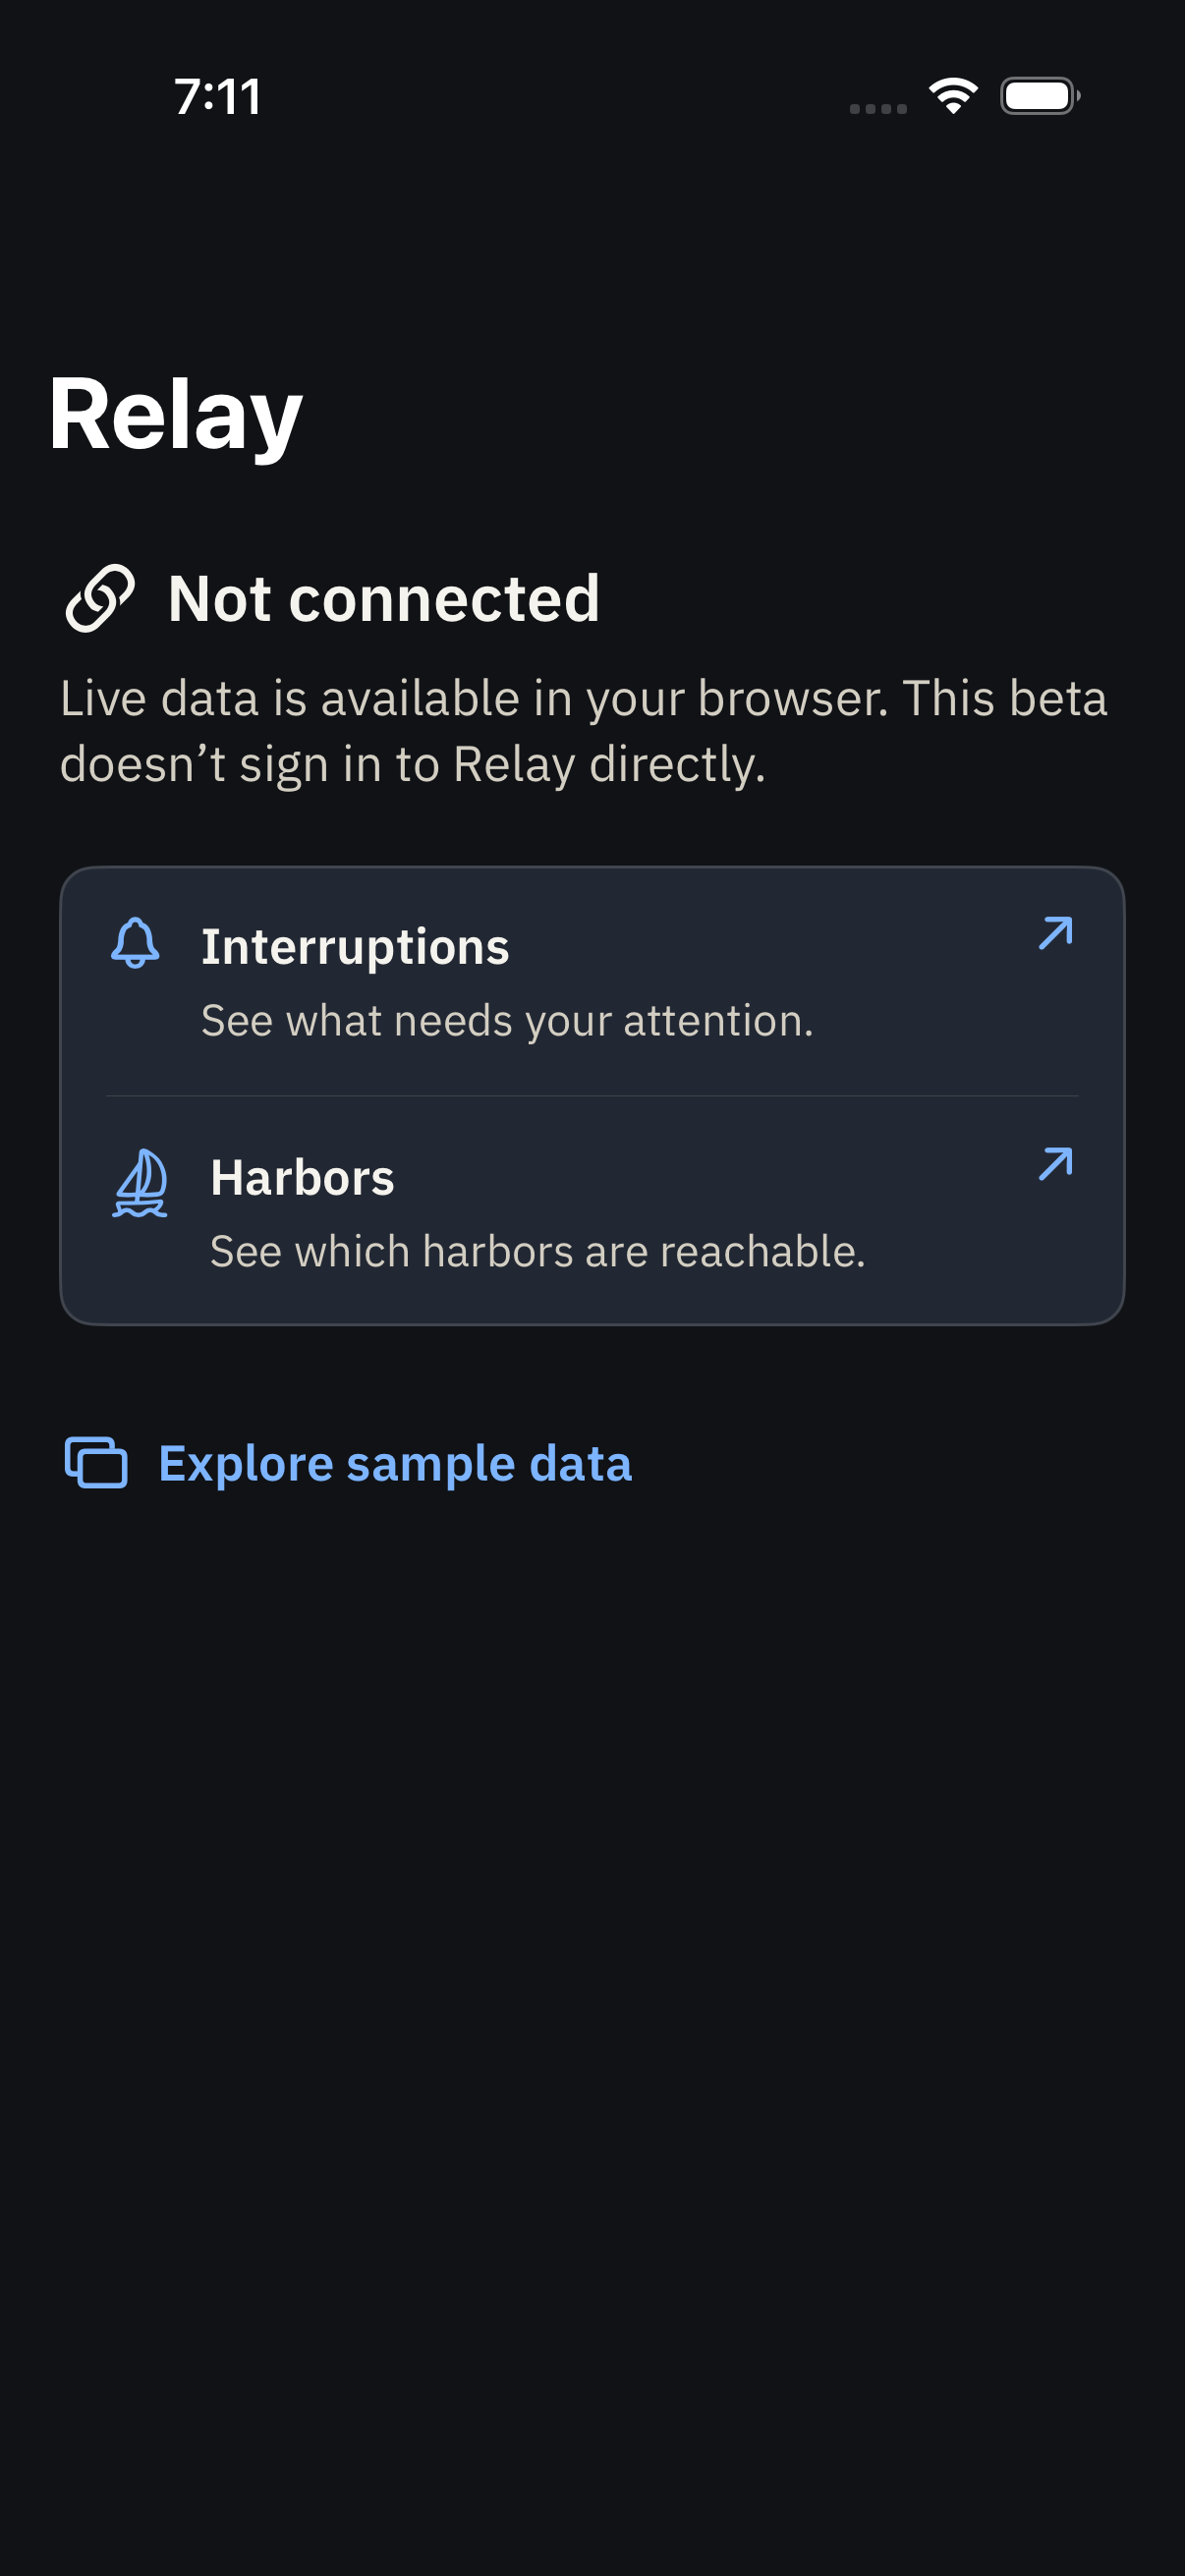 7:11
Relay
Not connected
Live data is available in your browser. This beta
doesn’t sign in to Relay directly.
Interruptions
See what needs your attention.
Harbors
See which harbors are reachable.
Explore sample data